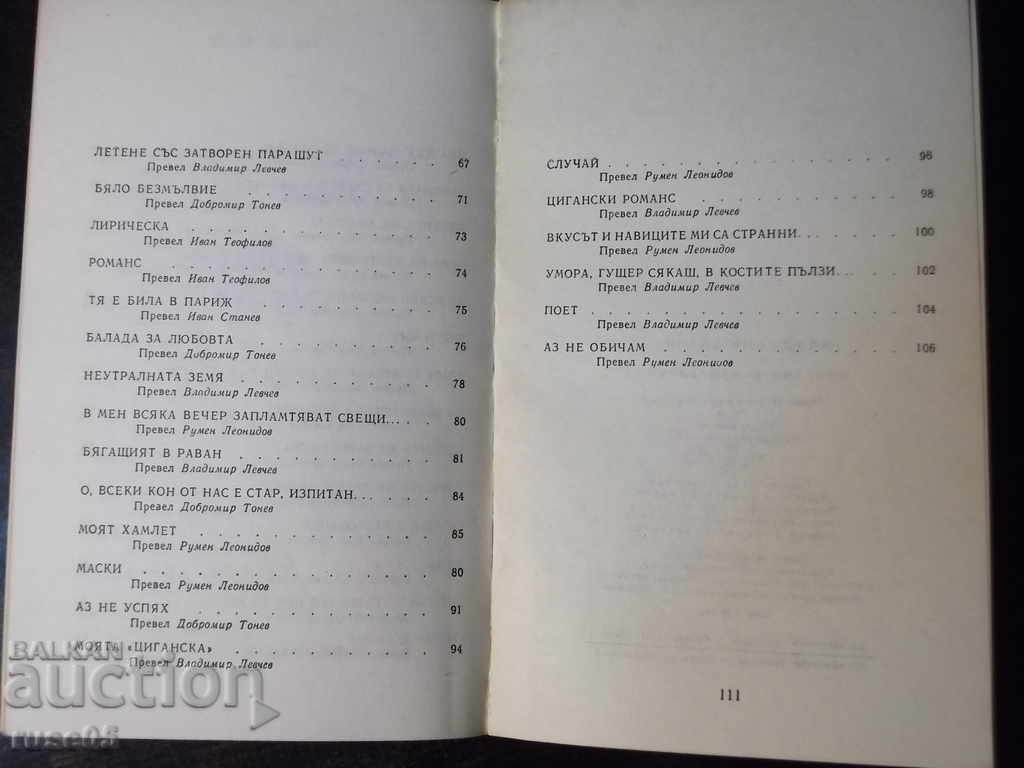 ЛЕТЕНЕ СЪС ЗАТВОРЕН ПАРАШУТ . . . . . 67
Превел Владимир Левчев
БЯЛО БЕЗМЪЛВИЕ . . . . . . . . 71
Превел Добромир Тонев
ЛИРИЧЕСКА . . . . . . . . . . 73
Превел Иван Теофилов
РОМАНС . . . . . . . . . . . 74
Превел Иван Теофилов
ТЯ Е БИЛА В ПАРИЖ . . . . . . . . 75
Превел Иван Станев
БАЛАДА ЗА ЛЮБОВТА . . . . . . . . 76
Превел Добромир Тонев
НЕУТРАЛНАТА ЗЕМЯ . . . . . . . . 78
Превел Владимир Левчев
В МЕН ВСЯКА ВЕЧЕР ЗАПЛАМТЯВАТ СВЕЩИ... . . 80
Превел Румен Леонидов
БЯГАЩИЯТ В РАВАН . . . . . . . . 81
Превел Владимир Левчев
О, ВСЕКИ КОН ОТ НАС Е СТАР, ИЗПИТАН. . . . . . 84
Превел Добромир Тонев
МОЯТ ХАМЛЕТ . . . . . . . . . . 85
Превел Румен Леонидов
МАСКИ . . . . . . . . . . . 80
Превел Румен Леонидов
АЗ НЕ УСПЯХ . . . . . . . . . . 91
Превел Добромир Тонев
МОЯТА «ЦИГАНСКА» . . . . . . . . 94
Превел Владимир Левчев
СЛУЧАЙ . . . . . . . . . . . . 96
Превел Румен Леонидов
ЦИГАНСКИ РОМАНС . . . . . . . . . 98
Превел Владимир Левчев
ВКУСЪТ И НАВИЦИТЕ МИ СА СТРАННИ. . . . . . . 100
Превел Румен Леонидов
УМОРА, ГУЩЕР СЯКАШ, В КОСТИТЕ ПЪЛЗИ. . . . . . 102
Превел Владимир Левчев
ПОЕТ . . . . . . . . . . . . . 104
Превел Владимир Левчев
АЗ НЕ ОБИЧАМ . . . . . . . . . . 106
Превел Румен Леонидов
111
BALKAN
auction
ruse05